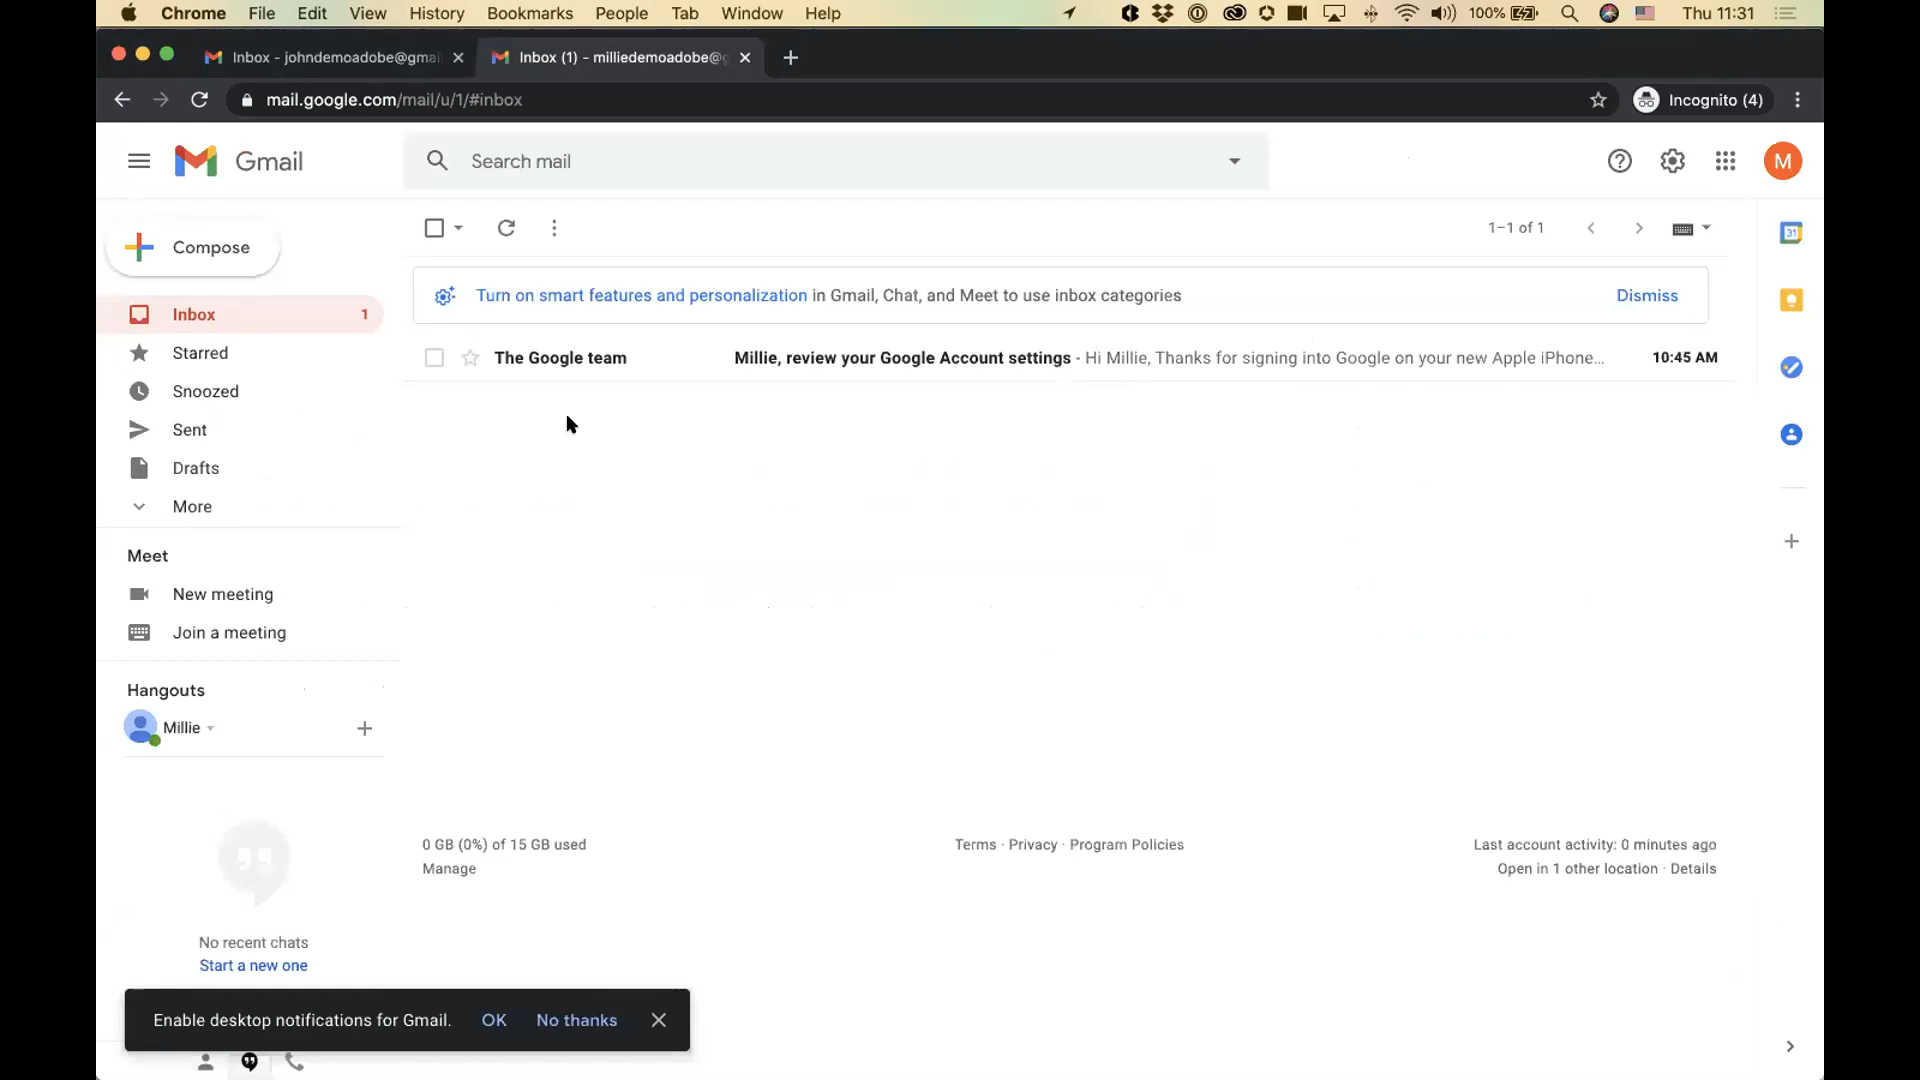 Chrome File Edit View History Bookmarks People Tab Window Help 100% Thu 11:31
Inbox - johndemoadobe@gmai Inbox (1) - milliedemoadobe@g
mail.google.com/mail/u/1/#inbox Incognito (4)
Gmail Search mail M
Compose 1–1 of 1
Turn on smart features and personalization in Gmail, Chat, and Meet to use inbox categories Dismiss
Inbox 1
The Google team Millie, review your Google Account settings - Hi Millie, Thanks for signing into Google on your new Apple iPhone... 10:45 AM
Starred
Snoozed
Sent
Drafts
More
Meet
New meeting
Join a meeting
Hangouts
Millie
31
0 GB (0%) of 15 GB used
Manage
Terms · Privacy · Program Policies
Last account activity: 0 minutes ago
Open in 1 other location · Details
No recent chats
Start a new one
Enable desktop notifications for Gmail. OK No thanks